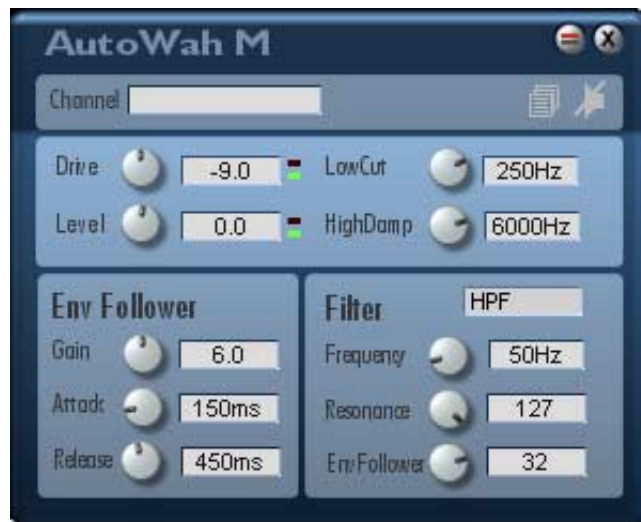 AutoWah M
Channel
Drive -9.0 LowCut 250Hz
Level 0.0 HighDamp 6000Hz
Env Follower
Gain 6.0
Attack 150ms
Release 450ms
Filter HPF
Frequency 50Hz
Resonance 127
EnvFollower 32